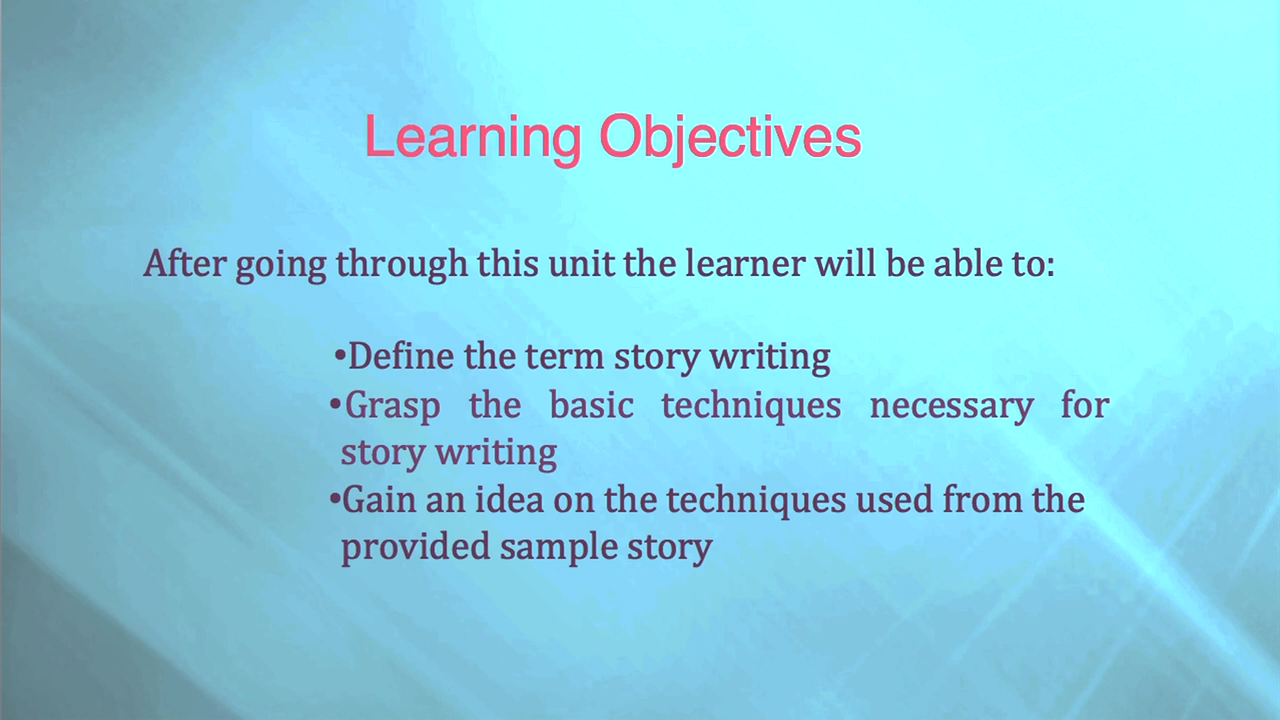 Learning Objectives
After going through this unit the learner will be able to:
•Define the term story writing
•Grasp the basic techniques necessary for
story writing
•Gain an idea on the techniques used from the
provided sample story